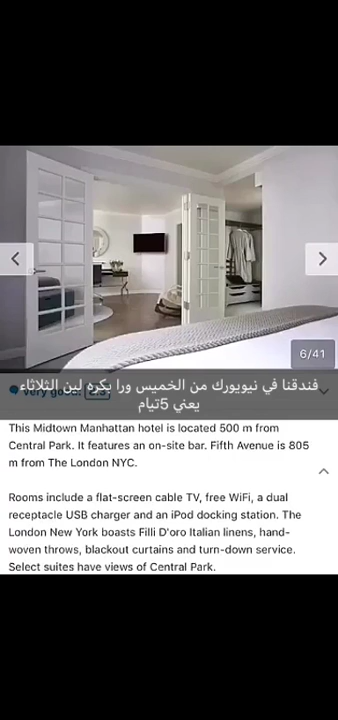 6/41
فندقنا في نيويورك من الخميس ورا بكره لين الثلاثاء
يعني 5تيام
Very good
This Midtown Manhattan hotel is located 500 m from
Central Park. It features an on-site bar. Fifth Avenue is 805
m from The London NYC.
Rooms include a flat-screen cable TV, free WiFi, a dual
receptacle USB charger and an iPod docking station. The
London New York boasts Filli D'oro Italian linens, hand-
woven throws, blackout curtains and turn-down service.
Select suites have views of Central Park.